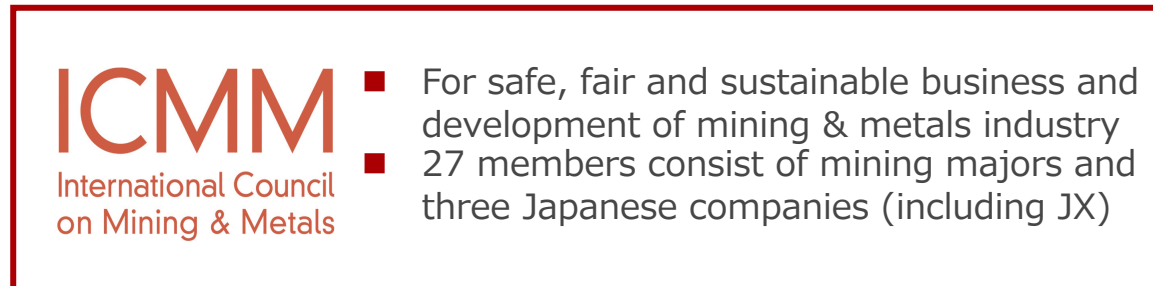 ICMM
International Council
on Mining & Metals
■ For safe, fair and sustainable business and
development of mining & metals industry
■ 27 members consist of mining majors and
three Japanese companies (including JX)